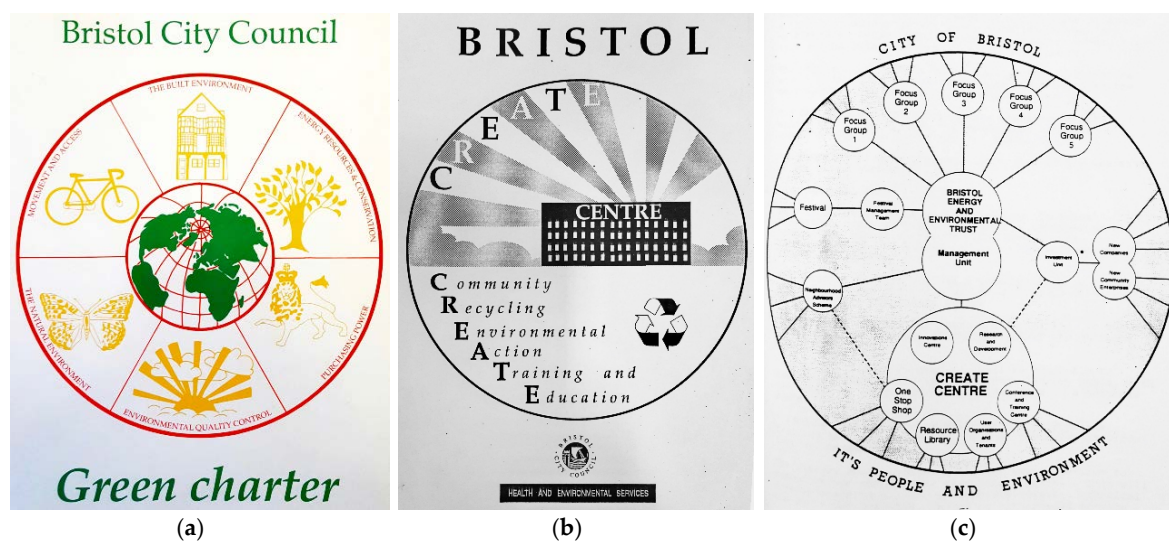 Bristol City Council
THE BUILT ENVIRONMENT
MOVEMENT AND ACCESS
ENERGY RESOURCES & CONSERVATION
THE NATURAL ENVIRONMENT
PURCHASING POWER
ENVIRONMENTAL QUALITY CONTROL
Green charter
(a)
BRISTOL
CREATE
CENTRE
Community
Recycling
Environmental
Action
Training and
Education
BRISTOL
CITY COUNCIL
HEALTH AND ENVIRONMENTAL SERVICES
(b)
CITY OF BRISTOL
Focus
Group
1
Focus
Group
2
Focus
Group
3
Focus
Group
4
Focus
Group
5
Festival
Festival
Management
Team
BRISTOL
ENERGY
AND
ENVIRONMENTAL
TRUST
Management
Unit
Investment
Unit
*
New
Companies
New
Community
Enterprises
Neighbourhood
Advisors
Scheme
Innovations
Centre
Research
and
Development
CREATE
CENTRE
One
Stop
Shop
Resource
Library
User
Organisations
and
Tenants
Conference
and
Training
Centre
IT'S PEOPLE AND ENVIRONMENT
(c)